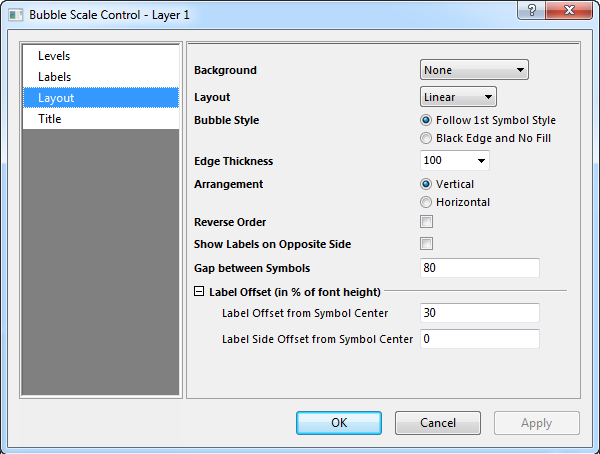 Bubble Scale Control - Layer 1
?
Levels
Labels
Layout
Title
Background None
Layout Linear
Bubble Style Follow 1st Symbol Style
Black Edge and No Fill
Edge Thickness 100
Arrangement Vertical
Horizontal
Reverse Order
Show Labels on Opposite Side
Gap between Symbols 80
Label Offset (in % of font height)
Label Offset from Symbol Center 30
Label Side Offset from Symbol Center 0
OK Cancel Apply